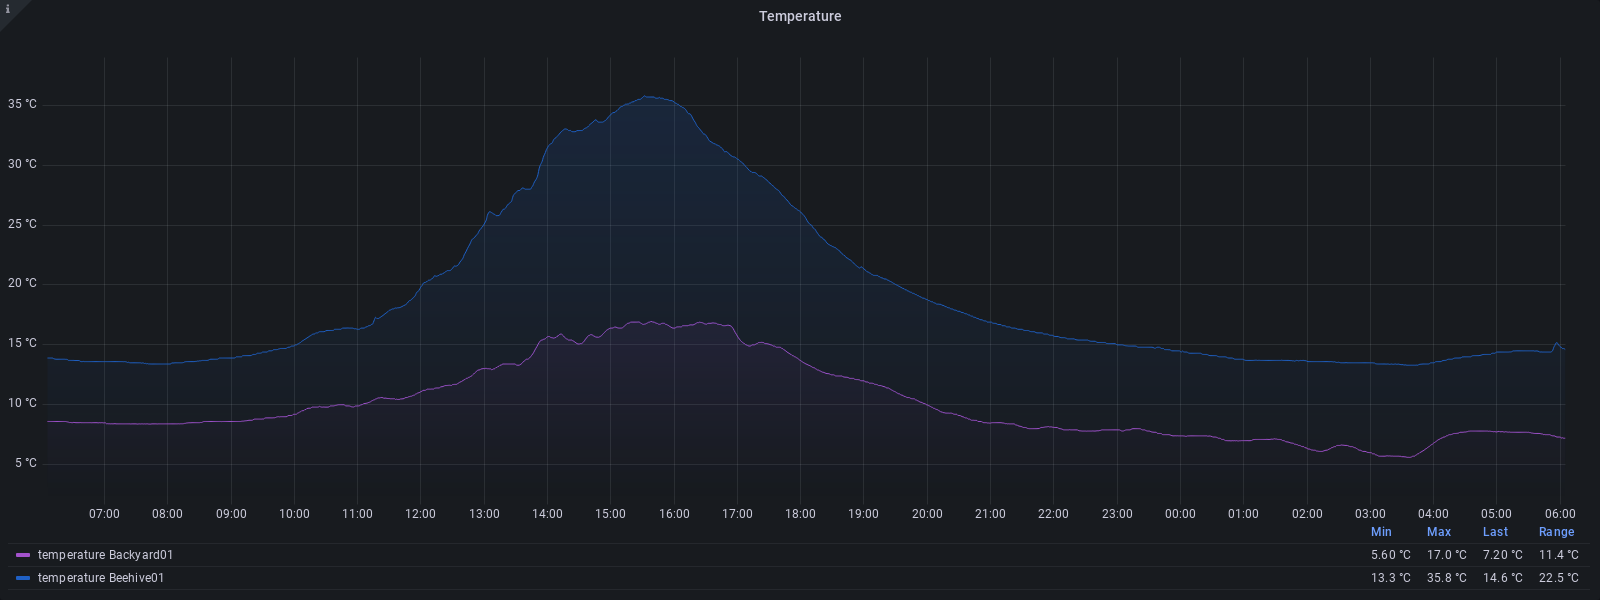 i
Temperature
35 °C
30 °C
25 °C
20 °C
15 °C
10 °C
5 °C
07:00 08:00 09:00 10:00 11:00 12:00 13:00 14:00 15:00 16:00 17:00 18:00 19:00 20:00 21:00 22:00 23:00 00:00 01:00 02:00 03:00 04:00 05:00 06:00
Min Max Last Range
temperature Backyard01 5.60 °C 17.0 °C 7.20 °C 11.4 °C
temperature Beehive01 13.3 °C 35.8 °C 14.6 °C 22.5 °C